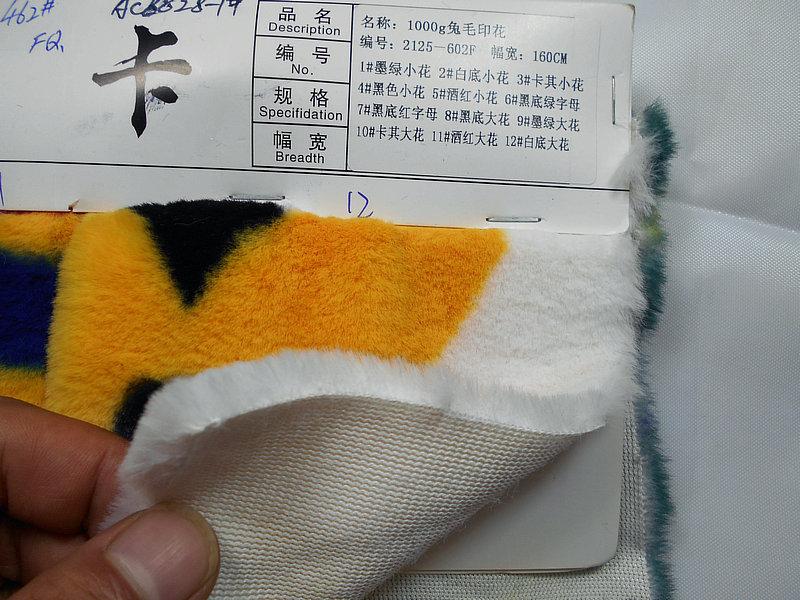 462#
FQ.
ACBB28-19
卡
品 名
Description
编 号
No.
规 格
Specifidation
幅 宽
Breadth
名称：1000g兔毛印花
编号：2125-602F 幅宽：160CM
1#墨绿小花 2#白底小花 3#卡其小花
4#黑色小花 5#酒红小花 6#黑底绿字母
7#黑底红字母 8#黑底大花 9#墨绿大花
10#卡其大花 11#酒红大花 12#白底大花
12